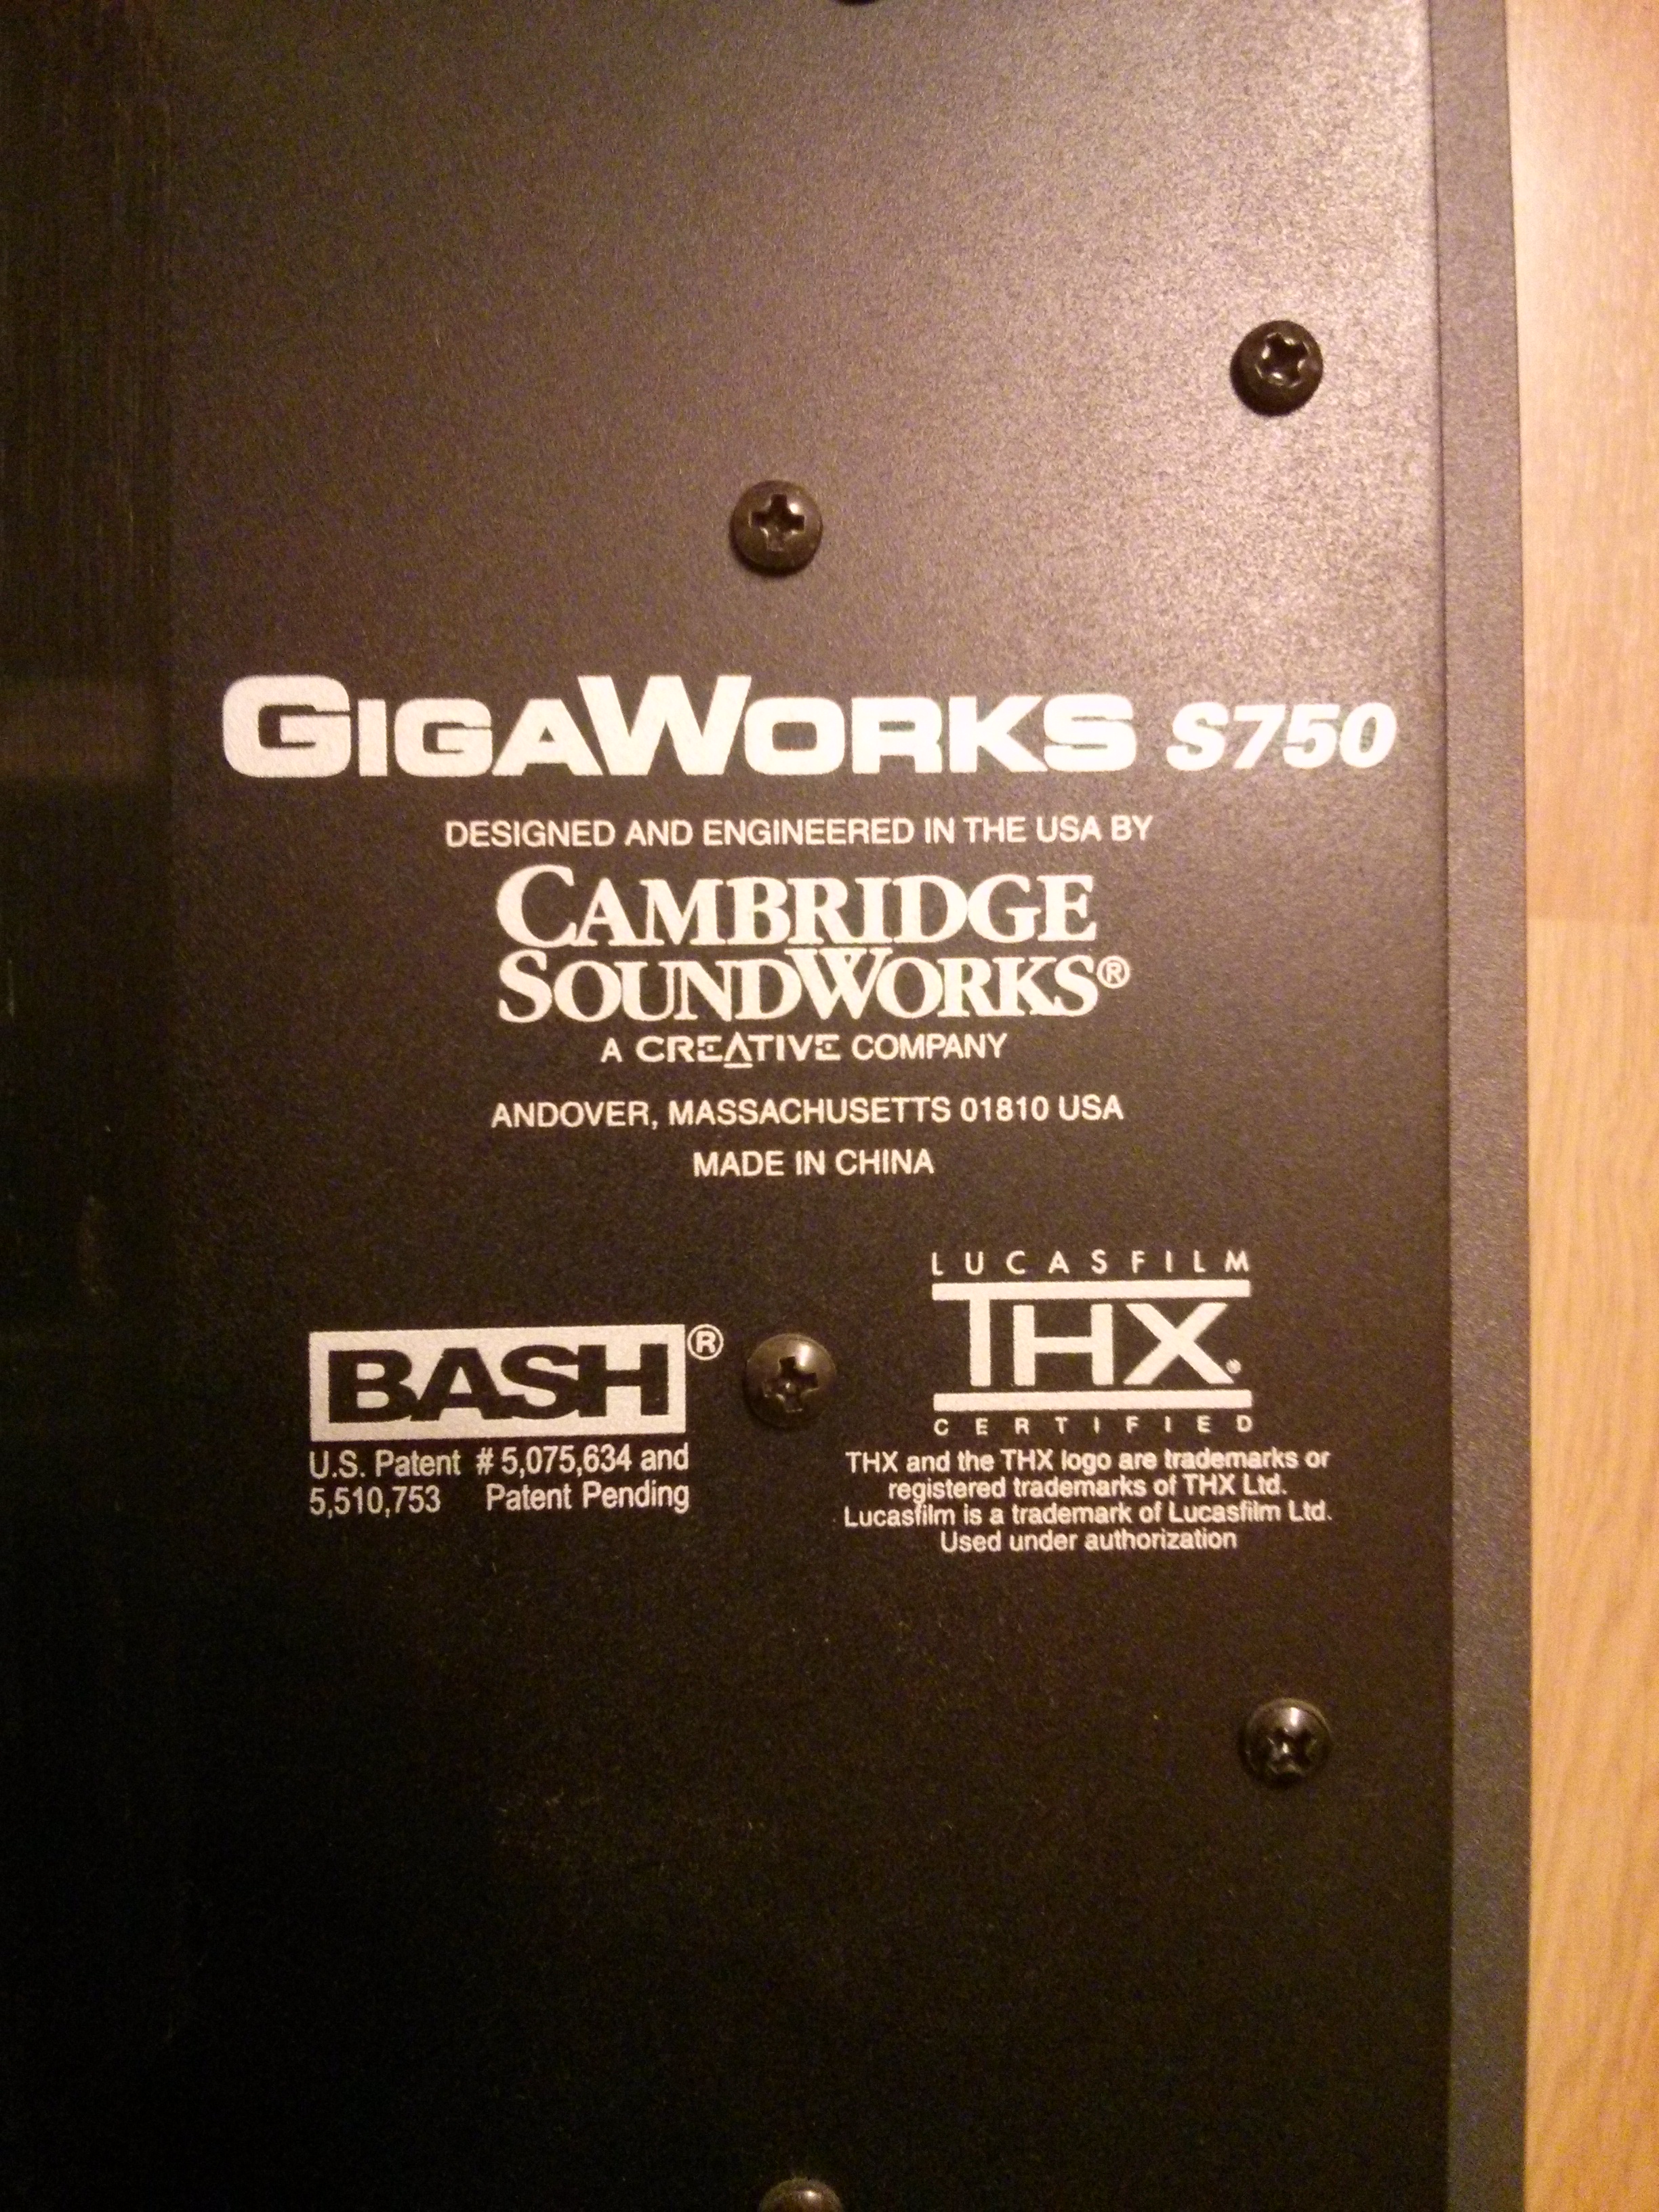 GIGAWORKS S750
DESIGNED AND ENGINEERED IN THE USA BY
CAMBRIDGE
SOUNDWORKS®
A CREATIVE COMPANY
ANDOVER, MASSACHUSETTS 01810 USA
MADE IN CHINA
BASH®
U.S. Patent # 5,075,634 and
5,510,753 Patent Pending
LUCASFILM
THX®
CERTIFIED
THX and the THX logo are trademarks or
registered trademarks of THX Ltd.
Lucasfilm is a trademark of Lucasfilm Ltd.
Used under authorization